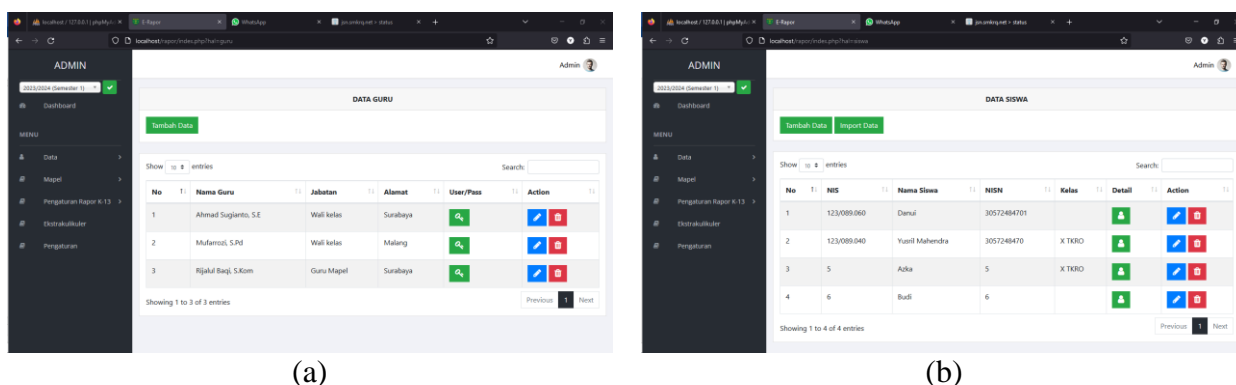 localhost / 127.0.0.1 | phpMyAd
E-Rapor
WhatsApp
localhost/rapor/index.php?hal=guru
ADMIN
Admin
2023/2024 (Semester 1)
Dashboard
MENU
Data
Mapel
Pengaturan Rapor K-13
Ekstrakulikuler
Pengaturan
DATA GURU
Tambah Data
Show 10 entries
Search:
No Nama Guru Jabatan Alamat User/Pass Action
1 Ahmad Sugianto, S.E Wali kelas Surabaya
2 Mufarrozi, S.Pd Wali kelas Malang
3 Rijalul Baqi, S.Kom Guru Mapel Surabaya
Showing 1 to 3 of 3 entries
Previous 1 Next
(a)
localhost / 127.0.0.1 | phpMyAd
E-Rapor
WhatsApp
localhost/rapor/index.php?hal=siswa
ADMIN
Admin
2023/2024 (Semester 1)
Dashboard
MENU
Data
Mapel
Pengaturan Rapor K-13
Ekstrakulikuler
Pengaturan
DATA SISWA
Tambah Data Import Data
Show 10 entries
Search:
No NIS Nama Siswa NISN Kelas Detail Action
1 123/089.060 Danui 30572484701
2 123/089.040 Yusril Mahendra 3057248470 X TKRO
3 5 Azka 5 X TKRO
4 6 Budi 6
Showing 1 to 4 of 4 entries
Previous 1 Next
(b)